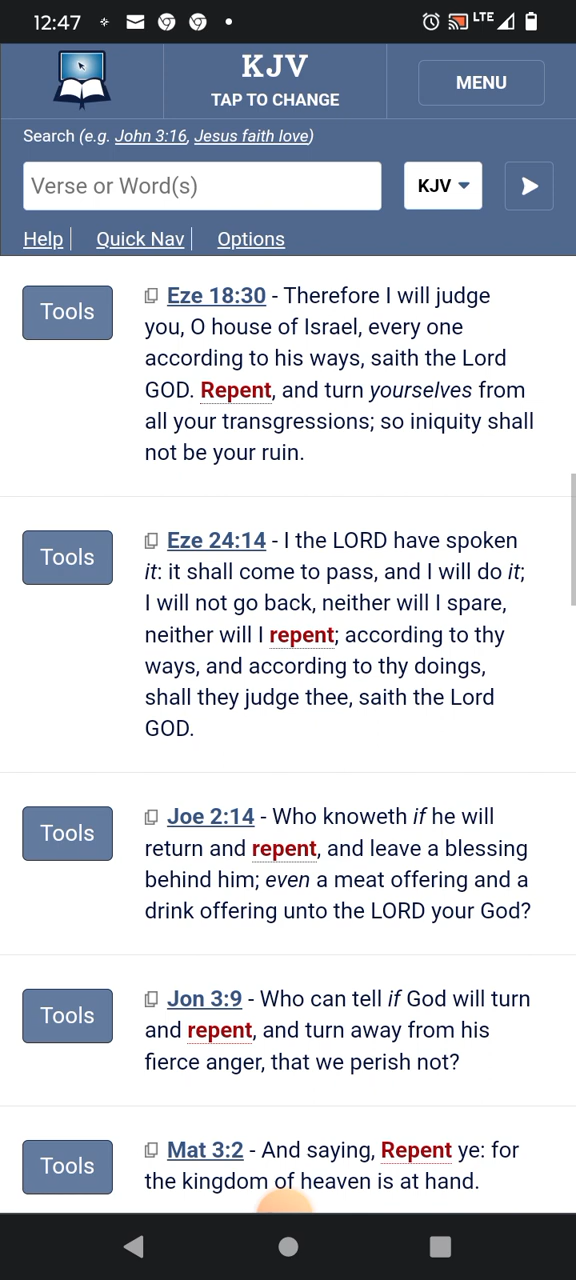 12:47
LTE
KJV
TAP TO CHANGE
MENU
Search (e.g. John 3:16, Jesus faith love)
Verse or Word(s)
KJV
Help
Quick Nav
Options
Tools
Eze 18:30 - Therefore I will judge
you, O house of Israel, every one
according to his ways, saith the Lord
GOD. Repent, and turn yourselves from
all your transgressions; so iniquity shall
not be your ruin.
Tools
Eze 24:14 - I the LORD have spoken
it: it shall come to pass, and I will do it;
I will not go back, neither will I spare,
neither will I repent; according to thy
ways, and according to thy doings,
shall they judge thee, saith the Lord
GOD.
Tools
Joe 2:14 - Who knoweth if he will
return and repent, and leave a blessing
behind him; even a meat offering and a
drink offering unto the LORD your God?
Tools
Jon 3:9 - Who can tell if God will turn
and repent, and turn away from his
fierce anger, that we perish not?
Tools
Mat 3:2 - And saying, Repent ye: for
the kingdom of heaven is at hand.